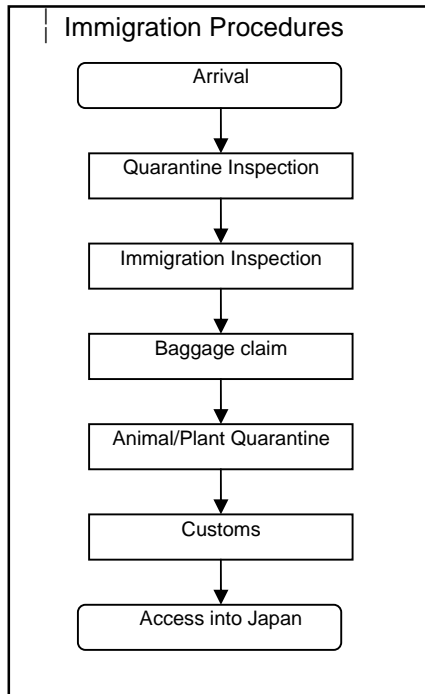 Immigration Procedures
Arrival
Quarantine Inspection
Immigration Inspection
Baggage claim
Animal/Plant Quarantine
Customs
Access into Japan